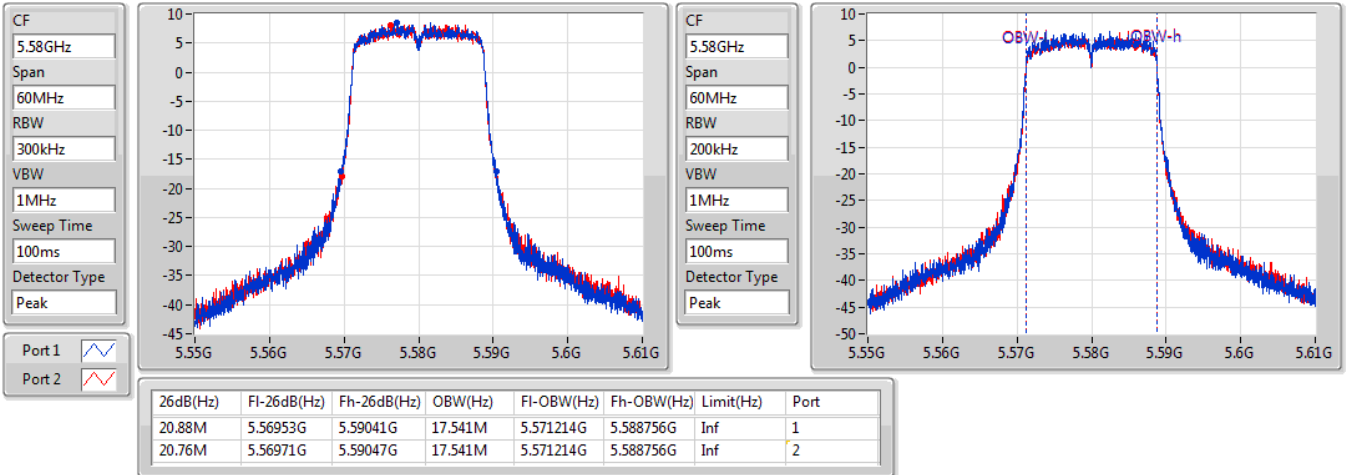 CF
5.58GHz
Span
60MHz
RBW
300kHz
VBW
1MHz
Sweep Time
100ms
Detector Type
Peak
Port 1
Port 2
10
5
0
-5
-10
-15
-20
-25
-30
-35
-40
-45
5.55G 5.56G 5.57G 5.58G 5.59G 5.6G 5.61G
CF
5.58GHz
Span
60MHz
RBW
200kHz
VBW
1MHz
Sweep Time
100ms
Detector Type
Peak
10
5
0
-5
-10
-15
-20
-25
-30
-35
-40
-45
-50
OBW-l OBW-h
5.55G 5.56G 5.57G 5.58G 5.59G 5.6G 5.61G
26dB(Hz) Fl-26dB(Hz) Fh-26dB(Hz) OBW(Hz) Fl-OBW(Hz) Fh-OBW(Hz) Limit(Hz) Port
20.88M 5.56953G 5.59041G 17.541M 5.571214G 5.588756G Inf 1
20.76M 5.56971G 5.59047G 17.541M 5.571214G 5.588756G Inf 2